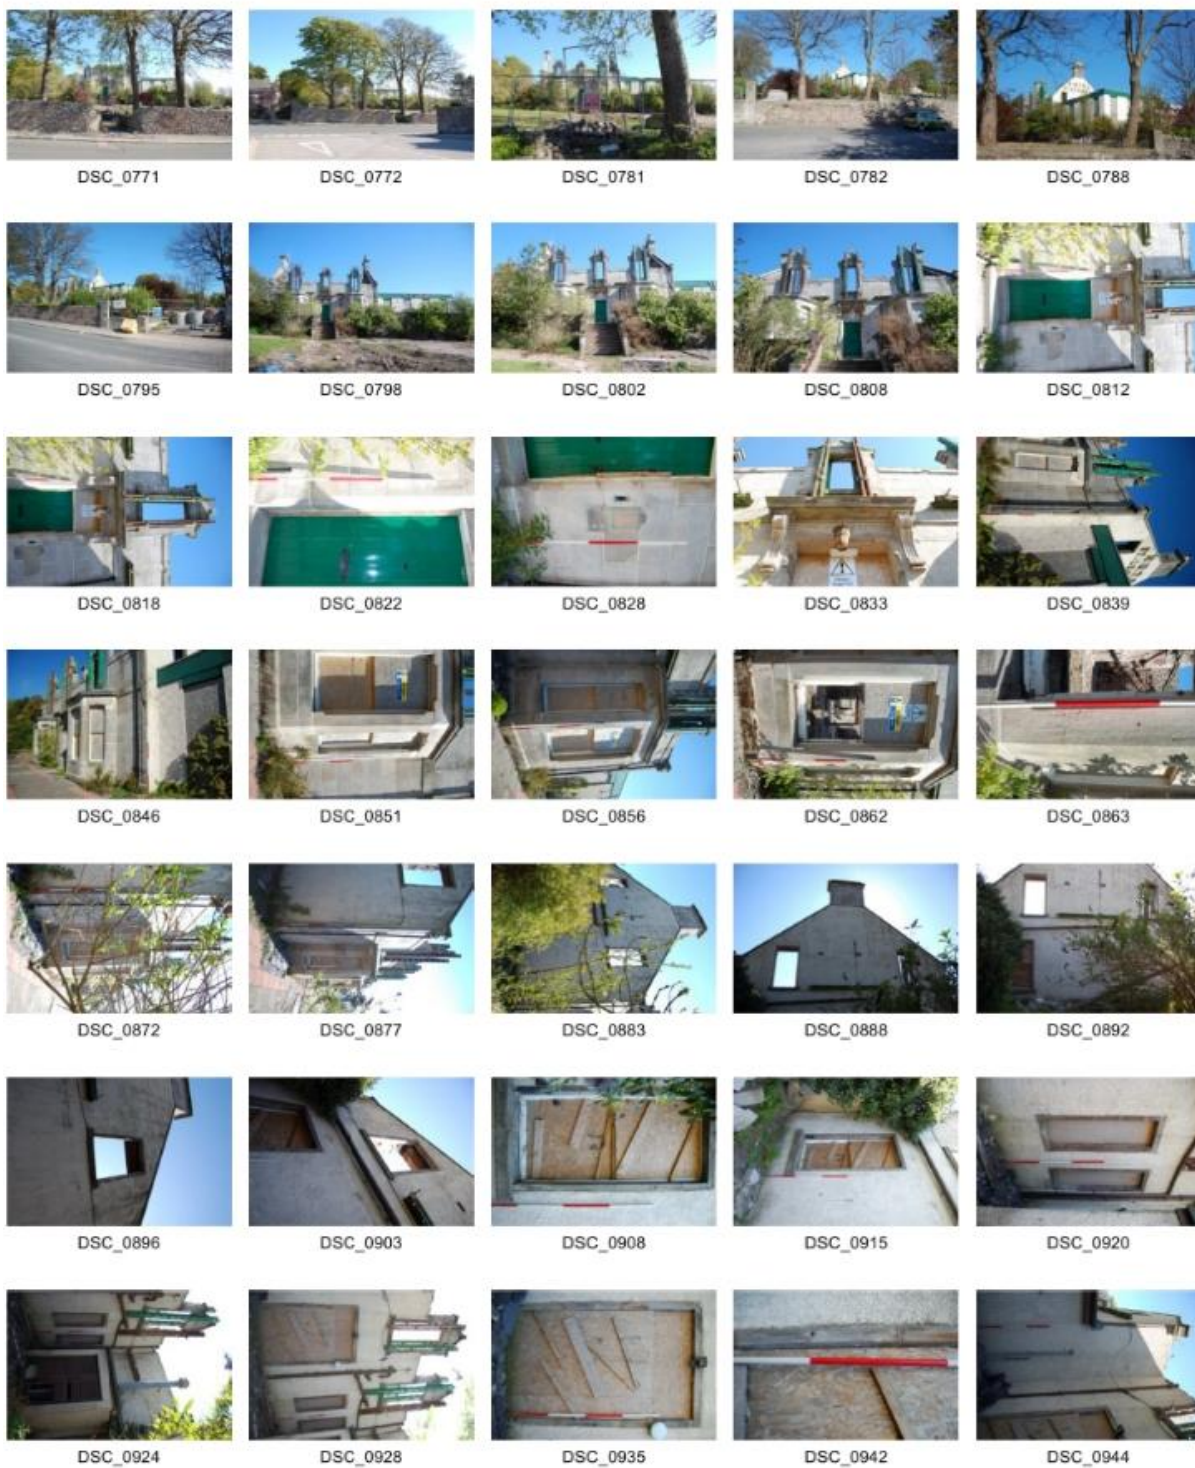 DSC_0771 DSC_0772 DSC_0781 DSC_0782 DSC_0788
DSC_0795 DSC_0798 DSC_0802 DSC_0808 DSC_0812
DSC_0818 DSC_0822 DSC_0828 DSC_0833 DSC_0839
DSC_0846 DSC_0851 DSC_0856 DSC_0862 DSC_0863
DSC_0872 DSC_0877 DSC_0883 DSC_0888 DSC_0892
DSC_0896 DSC_0903 DSC_0908 DSC_0915 DSC_0920
DSC_0924 DSC_0928 DSC_0935 DSC_0942 DSC_0944